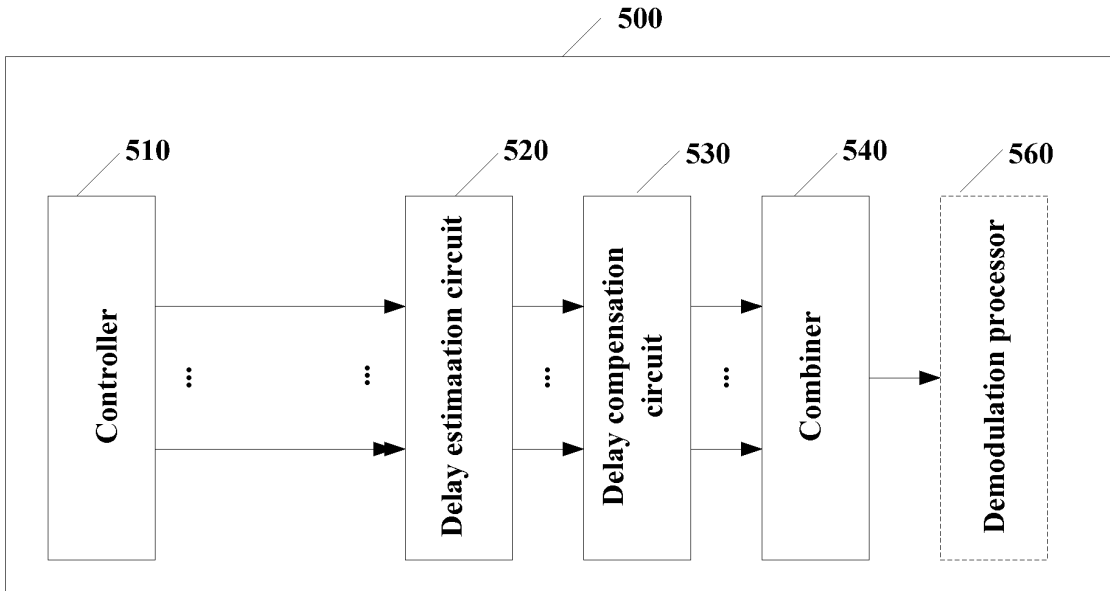 500
510
520
530
540
560
Controller
...
...
Delay estimaation circuit
...
Delay compensation
circuit
...
Combiner
Demodulation processor